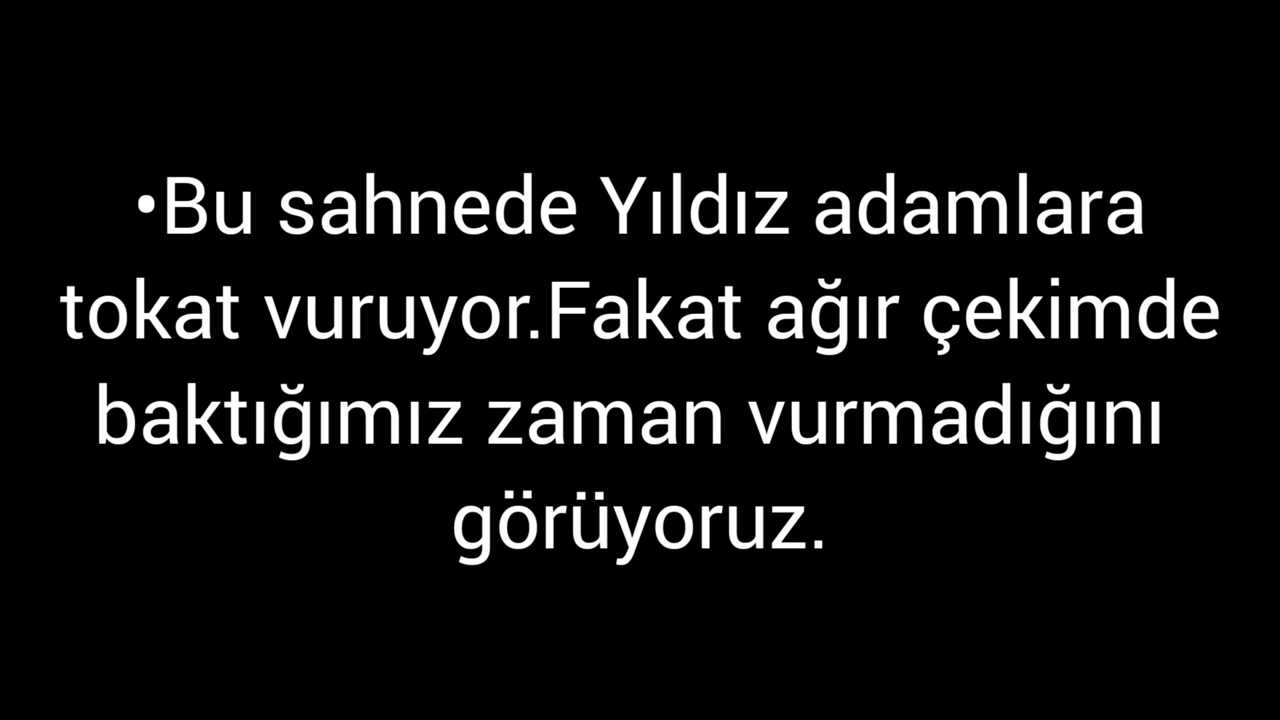 •Bu sahnede Yıldız adamlara
tokat vuruyor.Fakat ağır çekimde
baktığımız zaman vurmadığını
görüyoruz.